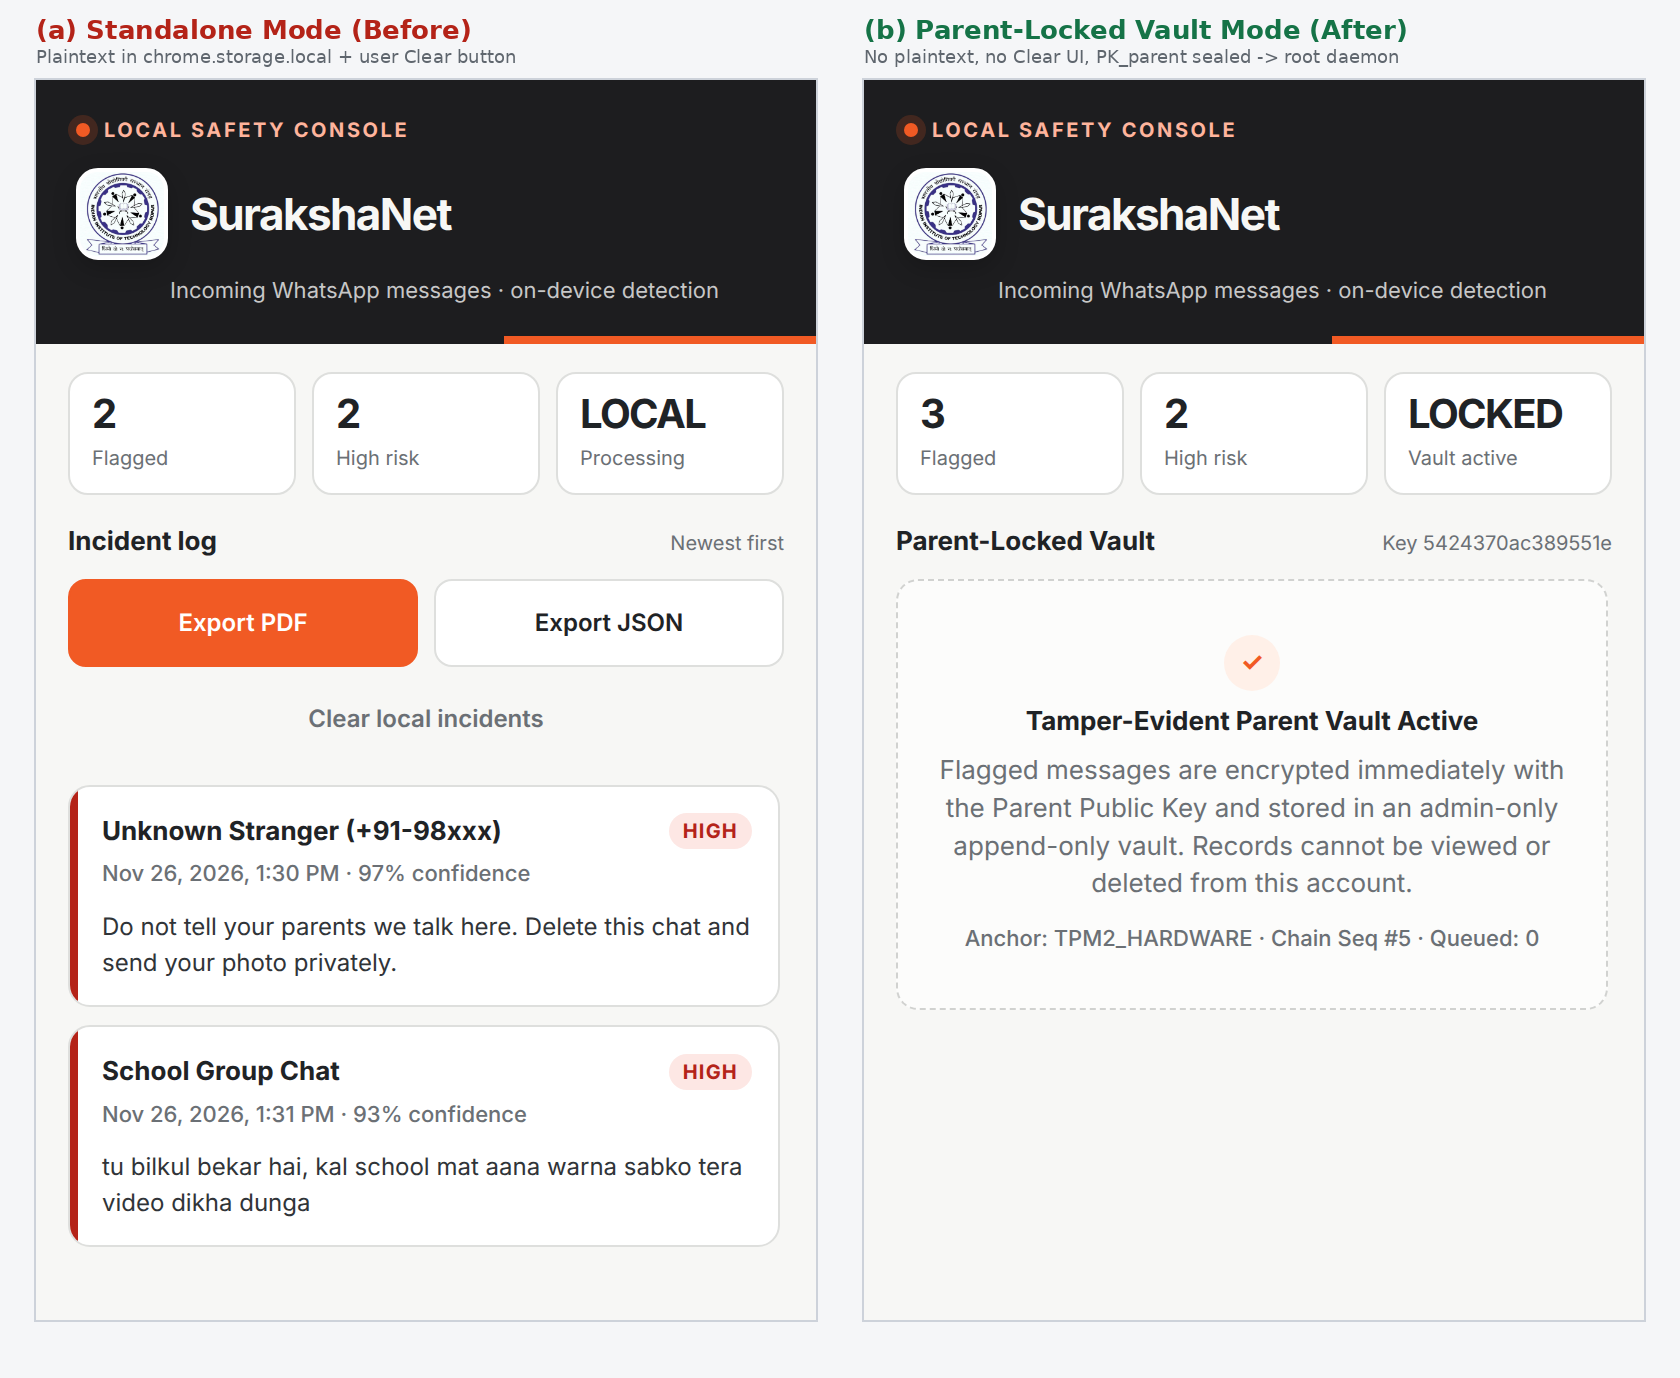 (a) Standalone Mode (Before)
Plaintext in chrome.storage.local + user Clear button
LOCAL SAFETY CONSOLE
SurakshaNet
Incoming WhatsApp messages · on-device detection
2
Flagged
2
High risk
LOCAL
Processing
Incident log
Newest first
Export PDF
Export JSON
Clear local incidents
Unknown Stranger (+91-98xxx)
HIGH
Nov 26, 2026, 1:30 PM · 97% confidence
Do not tell your parents we talk here. Delete this chat and
send your photo privately.
School Group Chat
HIGH
Nov 26, 2026, 1:31 PM · 93% confidence
tu bilkul bekar hai, kal school mat aana warna sabko tera
video dikha dunga
(b) Parent-Locked Vault Mode (After)
No plaintext, no Clear UI, PK_parent sealed -> root daemon
LOCAL SAFETY CONSOLE
SurakshaNet
Incoming WhatsApp messages · on-device detection
3
Flagged
2
High risk
LOCKED
Vault active
Parent-Locked Vault
Key 5424370ac389551e
Tamper-Evident Parent Vault Active
Flagged messages are encrypted immediately with
the Parent Public Key and stored in an admin-only
append-only vault. Records cannot be viewed or
deleted from this account.
Anchor: TPM2_HARDWARE · Chain Seq #5 · Queued: 0